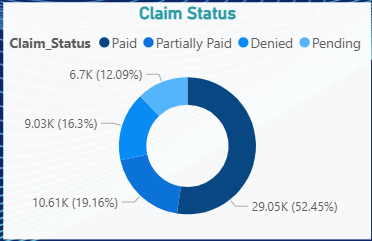 Claim Status
Claim_Status Paid Partially Paid Denied Pending
6.7K (12.09%)
9.03K (16.3%)
10.61K (19.16%)
29.05K (52.45%)